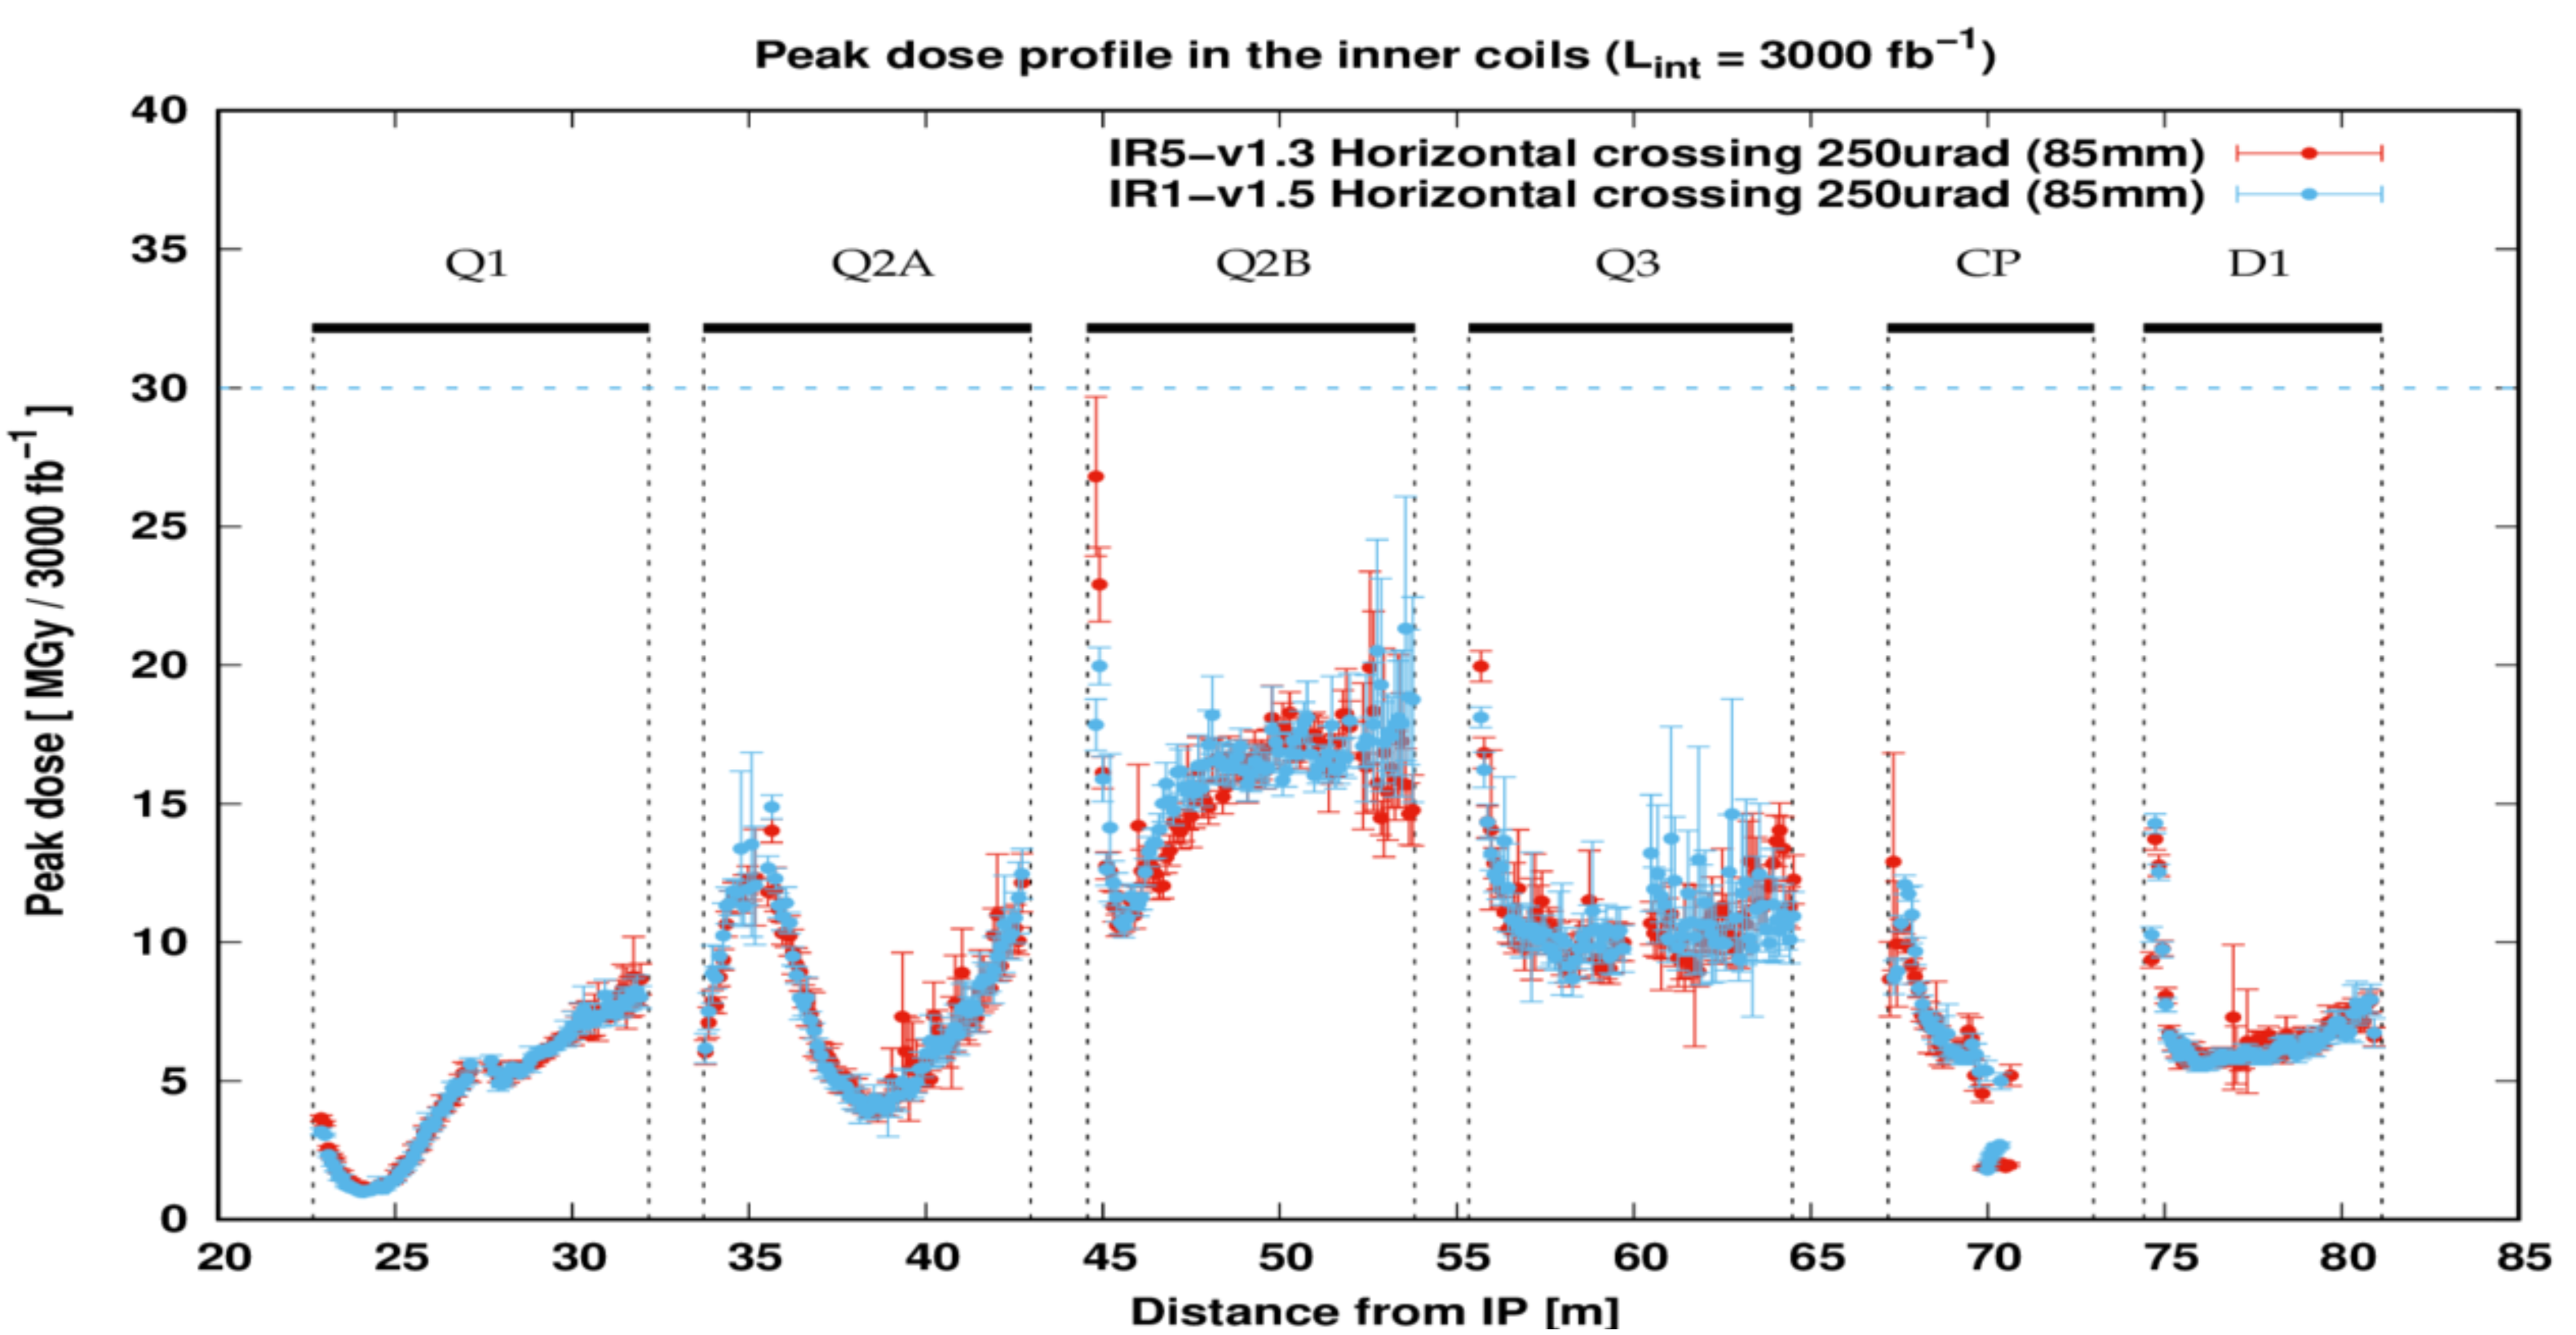 Peak dose profile in the inner coils (L_int = 3000 fb⁻¹)
40
IR5−v1.3 Horizontal crossing 250urad (85mm)
IR1−v1.5 Horizontal crossing 250urad (85mm)
35
Q1 Q2A Q2B Q3 CP D1
30
25
20
15
10
5
0
Peak dose [ MGy / 3000 fb⁻¹ ]
20 25 30 35 40 45 50 55 60 65 70 75 80 85
Distance from IP [m]